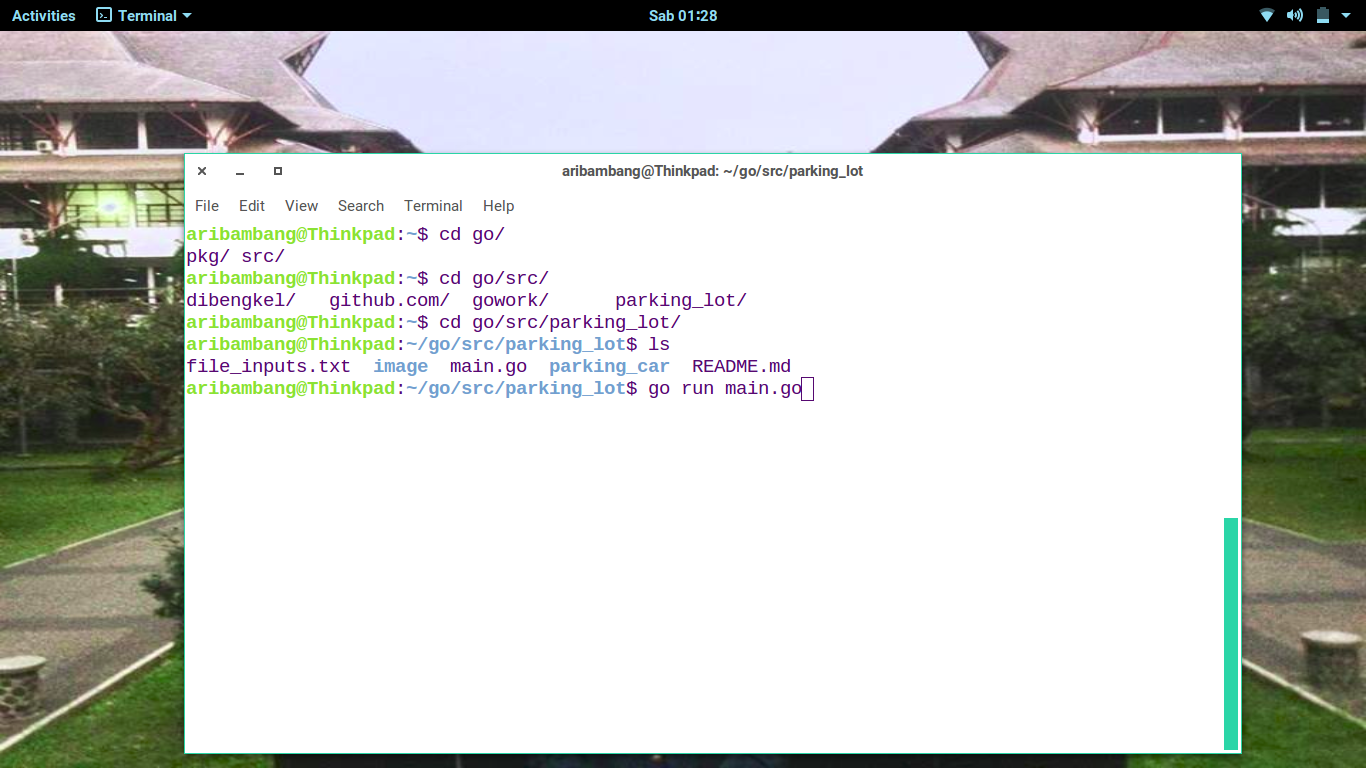 Activities Terminal Sab 01:28
aribambang@Thinkpad: ~/go/src/parking_lot
File Edit View Search Terminal Help
aribambang@Thinkpad:~$ cd go/
pkg/ src/
aribambang@Thinkpad:~$ cd go/src/
dibengkel/   github.com/  gowork/      parking_lot/
aribambang@Thinkpad:~$ cd go/src/parking_lot/
aribambang@Thinkpad:~/go/src/parking_lot$ ls
file_inputs.txt  image  main.go  parking_car  README.md
aribambang@Thinkpad:~/go/src/parking_lot$ go run main.go